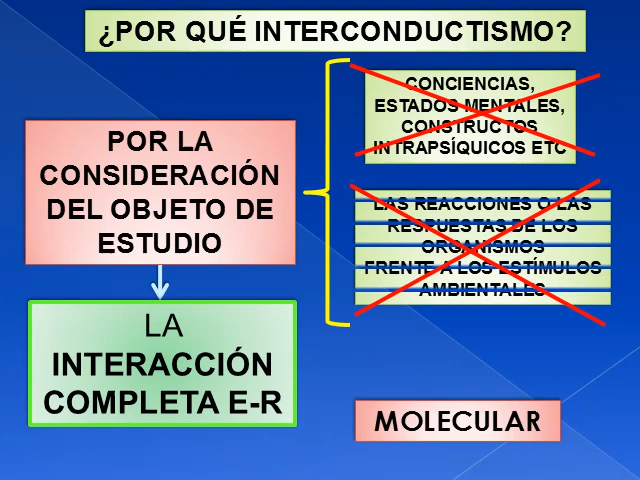 ¿POR QUÉ INTERCONDUCTISMO?
POR LA
CONSIDERACIÓN
DEL OBJETO DE
ESTUDIO
CONCIENCIAS,
ESTADOS MENTALES,
CONSTRUCTOS
INTRAPSÍQUICOS ETC
LAS REACCIONES O LAS
RESPUESTAS DE LOS
ORGANISMOS
FRENTE A LOS ESTÍMULOS
AMBIENTALES
LA
INTERACCIÓN
COMPLETA E-R
MOLECULAR